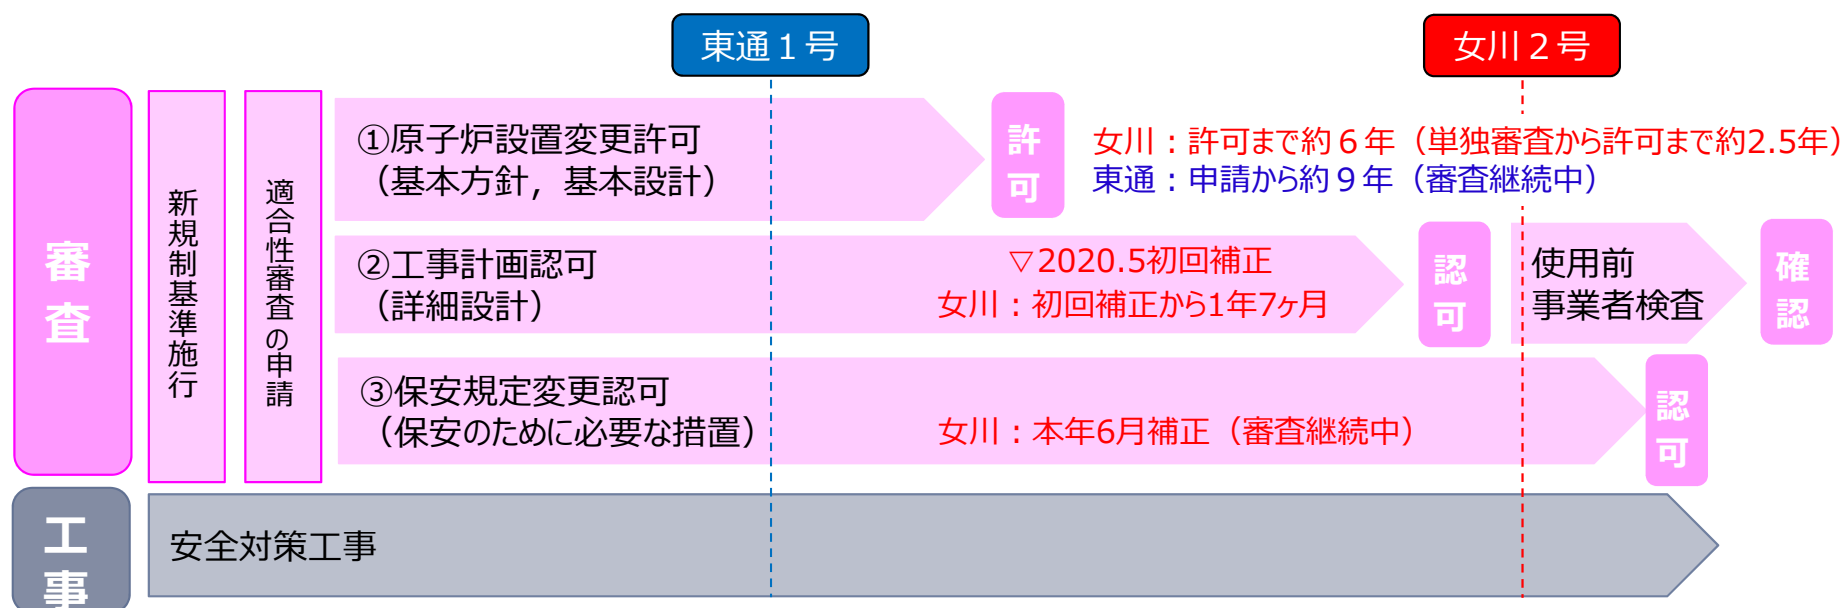 東通１号
女川２号
審査
新規制基準施行
適合性審査の申請
①原子炉設置変更許可
（基本方針，基本設計）
許可
女川：許可まで約６年（単独審査から許可まで約2.5年）
東通：申請から約９年（審査継続中）
②工事計画認可
（詳細設計）
▽2020.5初回補正
女川：初回補正から1年7ヶ月
認可
使用前
事業者検査
確認
③保安規定変更認可
（保安のために必要な措置）
女川：本年6月補正（審査継続中）
認可
工事
安全対策工事